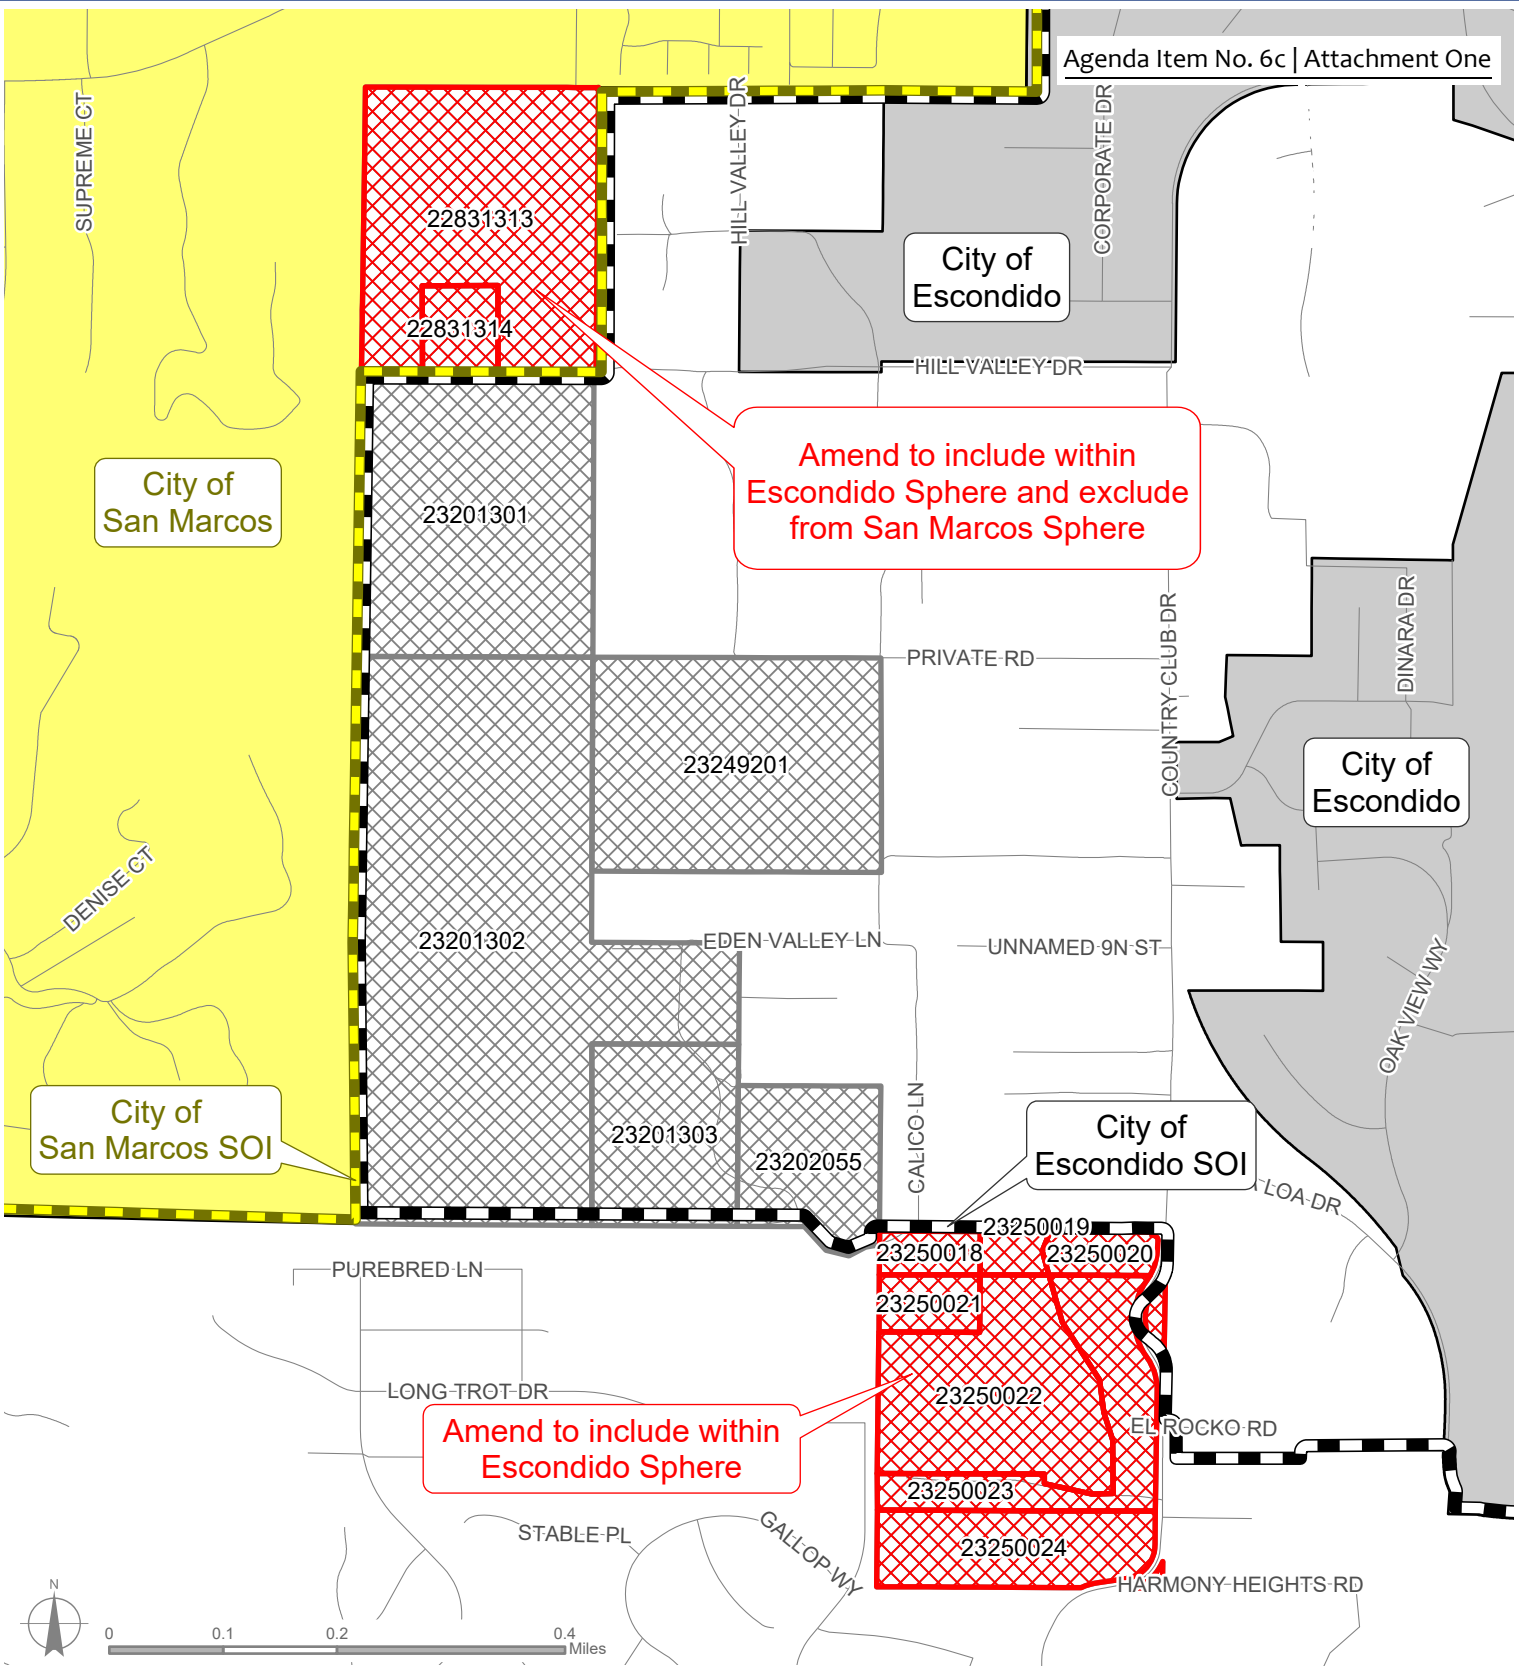 Agenda Item No. 6c | Attachment One
SUPREME CT
HILL VALLEY DR
CORPORATE DR
22831313
City of
Escondido
22831314
HILL VALLEY DR
Amend to include within
Escondido Sphere and exclude
from San Marcos Sphere
City of
San Marcos
23201301
DINARA DR
COUNTRY CLUB DR
PRIVATE RD
23249201
City of
Escondido
DENISE CT
23201302
EDEN VALLEY LN
UNNAMED 9N ST
OAK VIEW WY
City of
San Marcos SOI
23201303
23202055
CALICO LN
City of
Escondido SOI
LOA DR
23250019
23250018
23250020
PUREBRED LN
23250021
LONG TROT DR
23250022
Amend to include within
Escondido Sphere
EL ROCKO RD
23250023
STABLE PL
GALLOP WY
23250024
HARMONY HEIGHTS RD
N
0 0.1 0.2 0.4
Miles